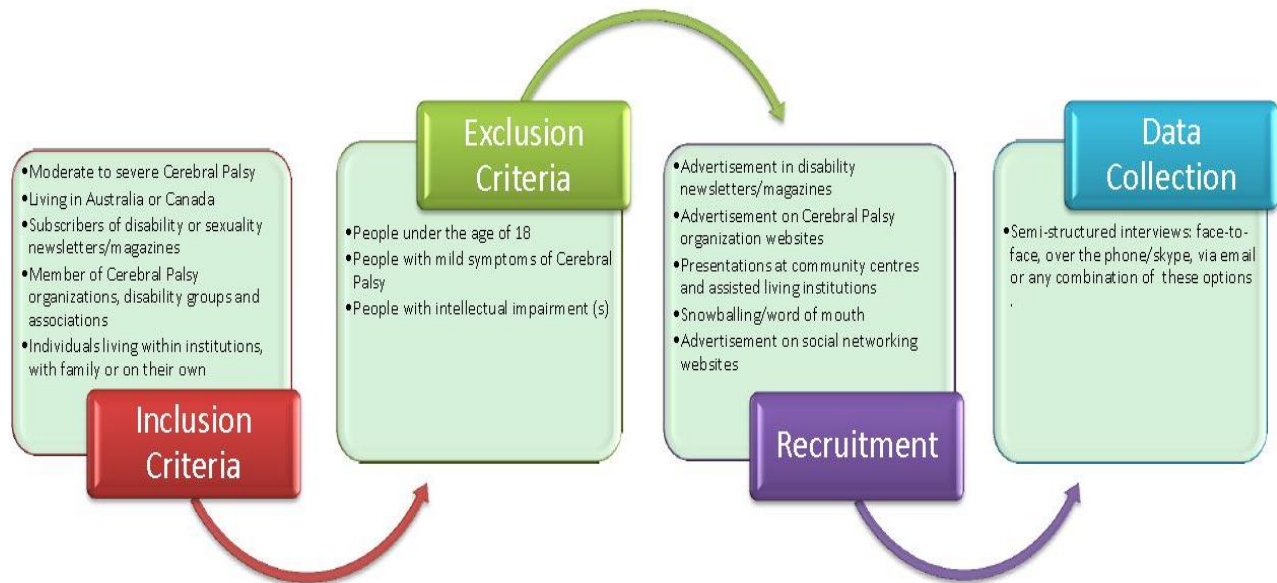 •Moderate to severe Cerebral Palsy
•Living in Australia or Canada
•Subscribers of disability or sexuality
newsletters/magazines
•Member of Cerebral Palsy
organizations, disability groups and
associations
•Individuals living within institutions,
with family or on their own
Inclusion
Criteria
Exclusion
Criteria
•People under the age of 18
•People with mild symptoms of Cerebral
Palsy
•People with intellectual impairment (s)
•Advertisement in disability
newsletters/magazines
•Advertisement on Cerebral Palsy
organization websites
•Presentations at community centres
and assisted living institutions
•Snowballing/word of mouth
•Advertisement on social networking
websites
Recruitment
Data
Collection
•Semi-structured interviews: face-to-
face, over the phone/skype, via email
or any combination of these options
.